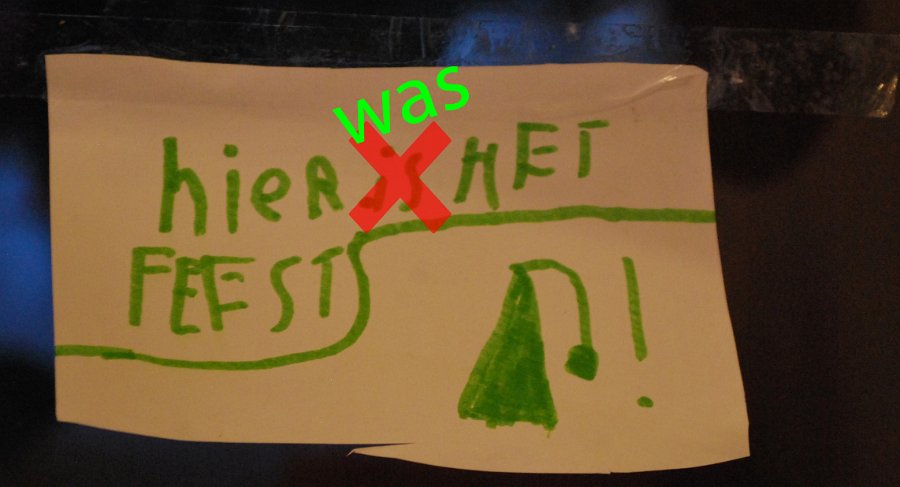 was
hieR is HET
FEEST
!